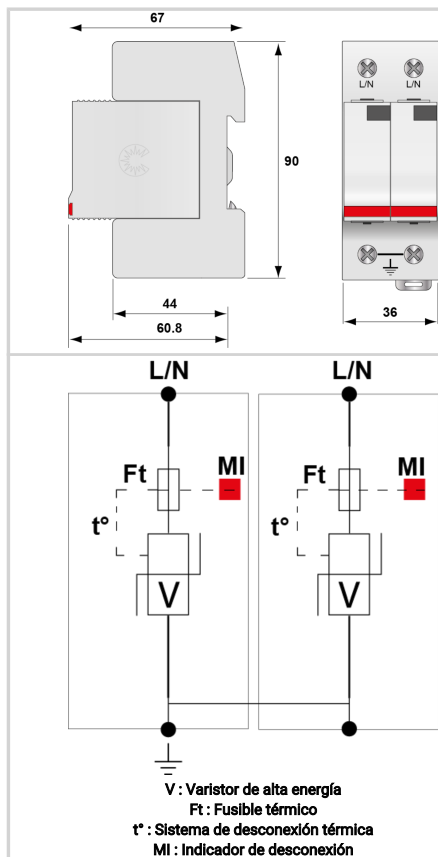 67
L/N L/N
90
44
36
60.8
L/N L/N
Ft MI Ft MI
t° t°
V V
V : Varistor de alta energía
Ft : Fusible térmico
t° : Sistema de desconexión térmica
MI : Indicador de desconexión